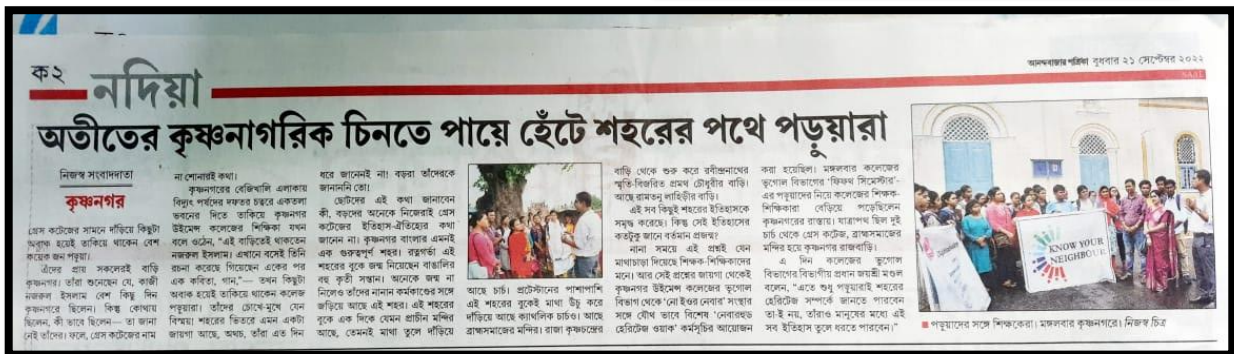 ক২ নদিয়া
আনন্দবাজার পত্রিকা বুধবার ২১ সেপ্টেম্বর ২০২২
অতীতের কৃষ্ণনাগরিক চিনতে পায়ে হেঁটে শহরের পথে পড়ুয়ারা
নিজস্ব সংবাদদাতা
কৃষ্ণনগর
গ্রেস কটেজের সামনে দাঁড়িয়ে কিছুটা
অবাক হয়েই তাকিয়ে থাকেন বেশ
কয়েক জন পড়ুয়া।
এঁদের প্রায় সকলেরই বাড়ি
কৃষ্ণনগরে। তাঁরা শুনেছেন যে, কাজী
নজরুল ইসলাম বেশ কিছু দিন
কৃষ্ণনগরে ছিলেন। কিন্তু কোথায়
ছিলেন, কী ভাবে ছিলেন— তা জানা
নেই তাঁদের। ফলে, গ্রেস কটেজের নাম
না শোনারই কথা।
কৃষ্ণনগরের বেজিখালি এলাকায়
বিদ্যুৎ পর্ষদের দফতর চত্বরে একতলা
ভবনের দিতে তাকিয়ে কৃষ্ণনগর
উইমেন্স কলেজের শিক্ষিকা যখন
বলে ওঠেন, “এই বাড়িতেই থাকতেন
নজরুল ইসলাম। এখানে বসেই তিনি
রচনা করেছে গিয়েছেন একের পর
এক কবিতা, গান,”— তখন কিছুটা
অবাক হয়েই তাকিয়ে থাকেন কলেজ
পড়ুয়ারা। তাঁদের চোখে-মুখে যেন
বিস্ময়! শহরের ভিতরে এমন একটা
জায়গা আছে, অথচ, তাঁরা এত দিন
ধরে জানেনই না! বড়রা তাঁদেরকে
জানাননি তো!
ছোটদের এই কথা জানাবেন
কী, বড়দের অনেকে নিজেরাই গ্রেস
কটেজের ইতিহাস-ঐতিহ্যের কথা
জানেন না। কৃষ্ণনগর বাংলার এমনই
এক গুরুত্বপূর্ণ শহর। রত্নগর্ভা এই
শহরের বুকে জন্ম নিয়েছেন বাঙালির
বহু কৃতী সন্তান। অনেকে জন্ম না
নিলেও তাঁদের নানান কর্মকাণ্ডের সঙ্গে
জড়িয়ে আছে এই শহর। এই শহরের
বুকে এক দিকে যেমন প্রাচীন মন্দির
আছে, তেমনই মাথা তুলে দাঁড়িয়ে
আছে চার্চ। প্রটেস্টানের পাশাপাশি
এই শহরের বুকেই মাথা উঁচু করে
দাঁড়িয়ে আছে ক্যাথলিক চার্চও। আছে
ব্রাহ্মসমাজের মন্দির। রাজা কৃষ্ণচন্দ্রের
বাড়ি থেকে শুরু করে রবীন্দ্রনাথের
স্মৃতি-বিজরিত প্রমথ চৌধুরীর বাড়ি।
আছে রামতনু লাহিড়ীর বাড়ি।
এই সব কিছুই শহরের ইতিহাসকে
সমৃদ্ধ করেছে। কিন্তু সেই ইতিহাসের
কতটুকু জানে বর্তমান প্রজন্ম?
নানা সময়ে এই প্রশ্নই যেন
মাথাচাড়া দিয়েছে শিক্ষক-শিক্ষিকাদের
মনে। আর সেই প্রশ্নের জায়গা থেকেই
কৃষ্ণনগর উইমেন্স কলেজের ভূগোল
বিভাগ থেকে ‘নো ইওর নেবার’ সংস্থার
সঙ্গে যৌথ ভাবে বিশেষ ‘নেবারহুড
হেরিটেজ ওয়াক’ কর্মসূচির আয়োজন
করা হয়েছিল। মঙ্গলবার কলেজের
ভূগোল বিভাগের ‘ফিফথ সিমেস্টার’-
এর পড়ুয়াদের নিয়ে কলেজের শিক্ষক-
শিক্ষিকারা বেড়িয়ে পড়েছিলেন
কৃষ্ণনগরের রাস্তায়। যাত্রাপথ ছিল দুই
চার্চ থেকে গ্রেস কটেজ, ব্রাহ্মসমাজের
মন্দির হয়ে কৃষ্ণনগর রাজবাড়ি।
এ দিন কলেজের ভূগোল
বিভাগের বিভাগীয় প্রধান জয়শ্রী মণ্ডল
বলেন, “এতে শুধু পড়ুয়ারাই শহরের
হেরিটেজ সম্পর্কে জানতে পারবেন
তা-ই নয়, তাঁরাও মানুষের মধ্যে এই
সব ইতিহাস তুলে ধরতে পারবেন।”
KNOW YOUR
NEIGHBOUR
পড়ুয়াদের সঙ্গে শিক্ষকেরা। মঙ্গলবার কৃষ্ণনগরে। নিজস্ব চিত্র